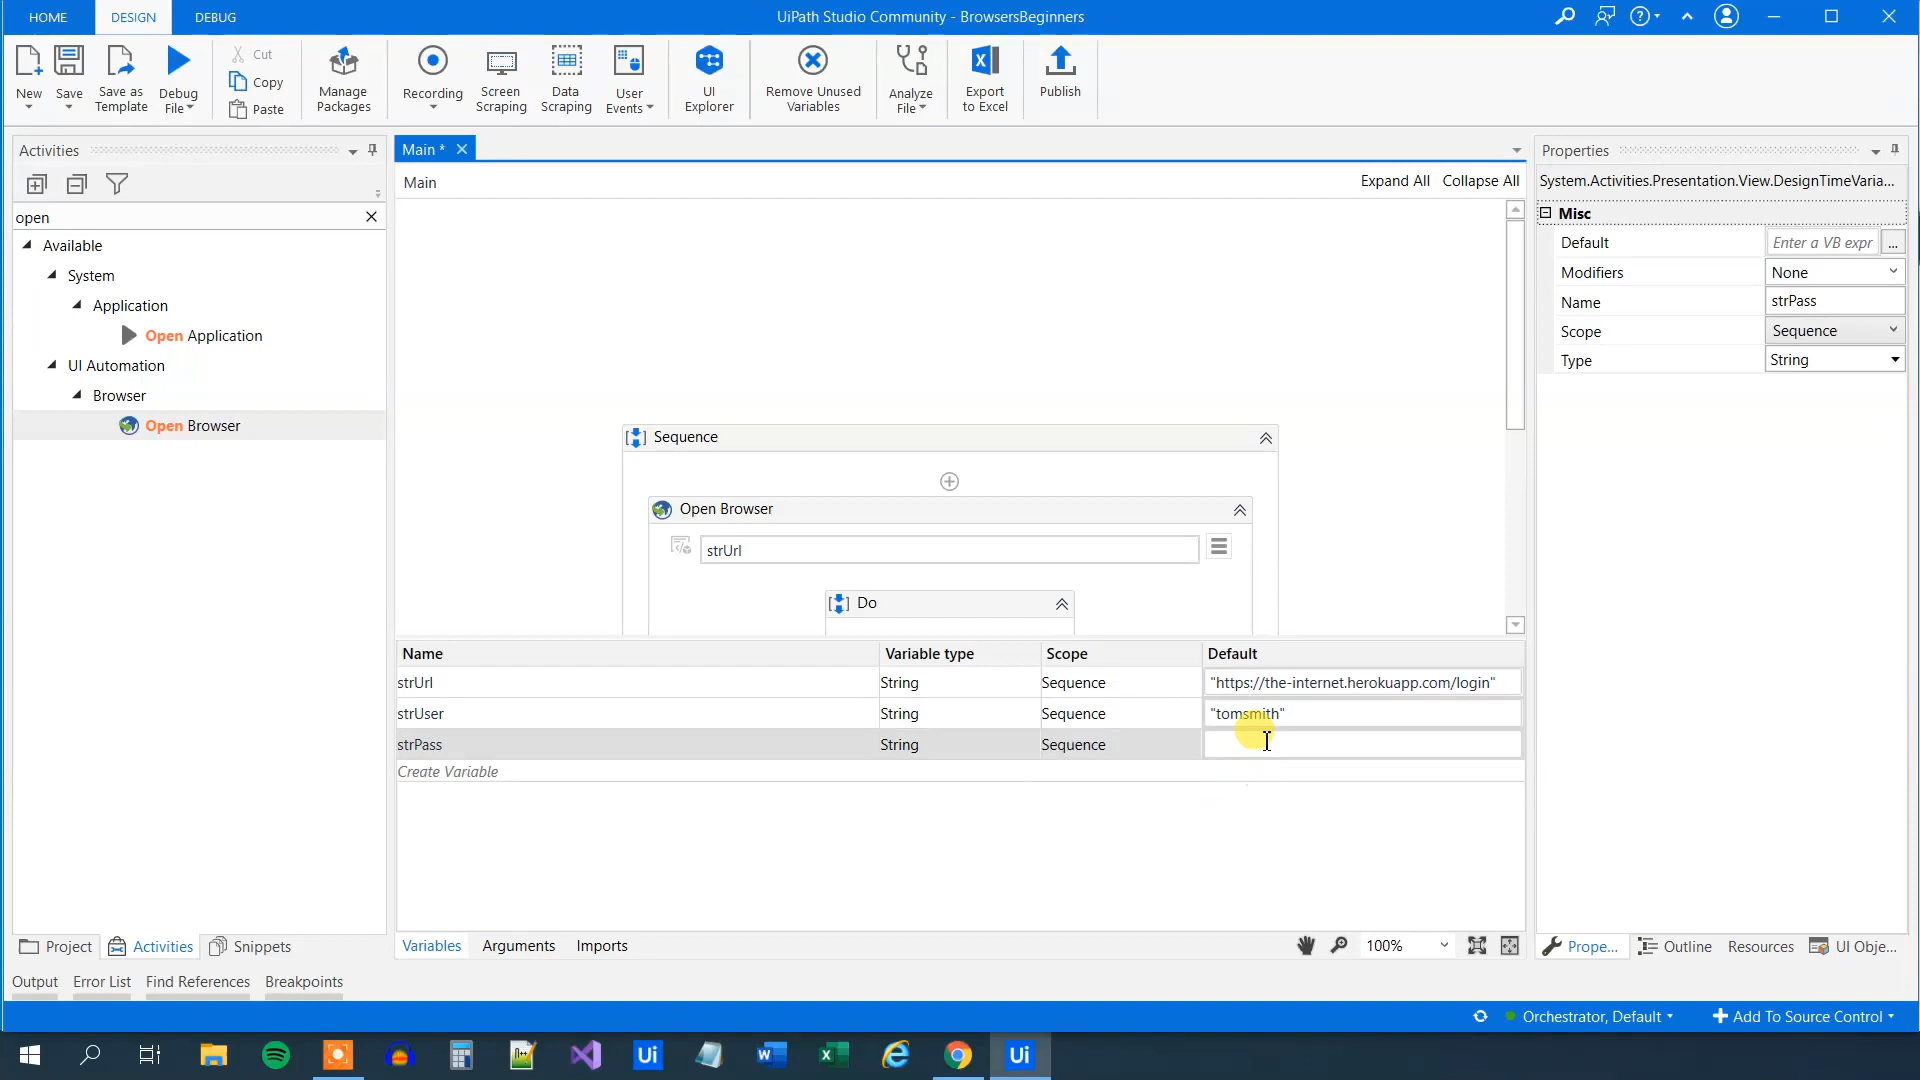 HOME DESIGN DEBUG
UiPath Studio Community - BrowsersBeginners
New
Save
Save as Template
Debug File
Cut
Copy
Paste
Manage Packages
Recording
Screen Scraping
Data Scraping
User Events
UI Explorer
Remove Unused Variables
Analyze File
Export to Excel
Publish
Activities
open
Available
System
Application
Open Application
UI Automation
Browser
Open Browser
Main *
Main
Expand All Collapse All
Sequence
Open Browser
strUrl
Do
Name Variable type Scope Default
strUrl String Sequence "https://the-internet.herokuapp.com/login"
strUser String Sequence "tomsmith"
strPass String Sequence
Create Variable
Variables Arguments Imports
100%
Properties
System.Activities.Presentation.View.DesignTimeVaria...
Misc
Default Enter a VB expr ...
Modifiers None
Name strPass
Scope Sequence
Type String
Project Activities Snippets
Prope... Outline Resources UI Obje...
Output Error List Find References Breakpoints
Orchestrator, Default
Add To Source Control
Ui
Ui